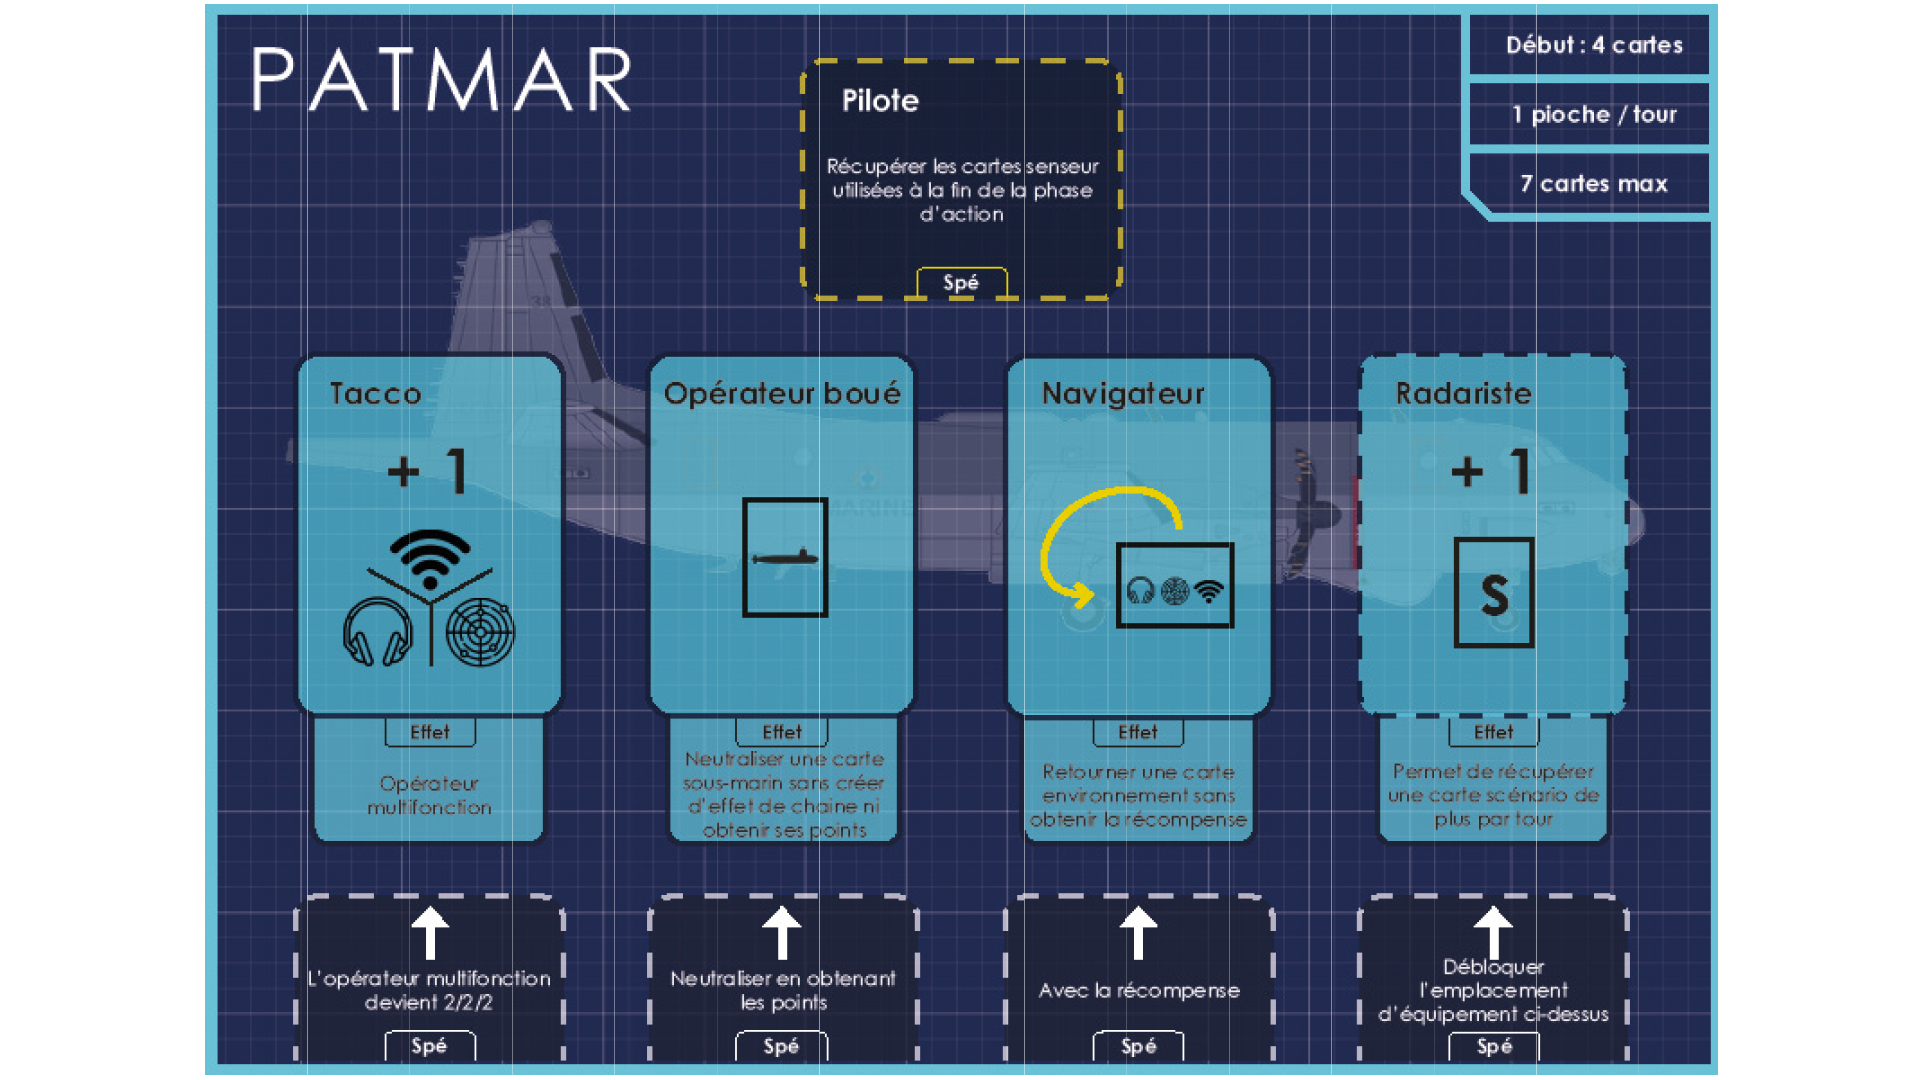 PATMAR
Début : 4 cartes
1 pioche / tour
7 cartes max
Pilote
Récupérer les cartes senseur
utilisées à la fin de la phase
d'action
Spé
38
Tacco
+ 1
Effet
Opérateur
multifonction
L'opérateur multifonction
devient 2/2/2
Spé
Opérateur boué
MARINE
Effet
Neutraliser une carte
sous-marin sans créer
d'effet de chaine ni
obtenir ses points
Neutraliser en obtenant
les points
Spé
Navigateur
Effet
Retourner une carte
environnement sans
obtenir la récompense
Avec la récompense
Spé
Radariste
+ 1
S
Effet
Permet de récupérer
une carte scénario de
plus par tour
Débloquer
l'emplacement
d'équipement ci-dessus
Spé